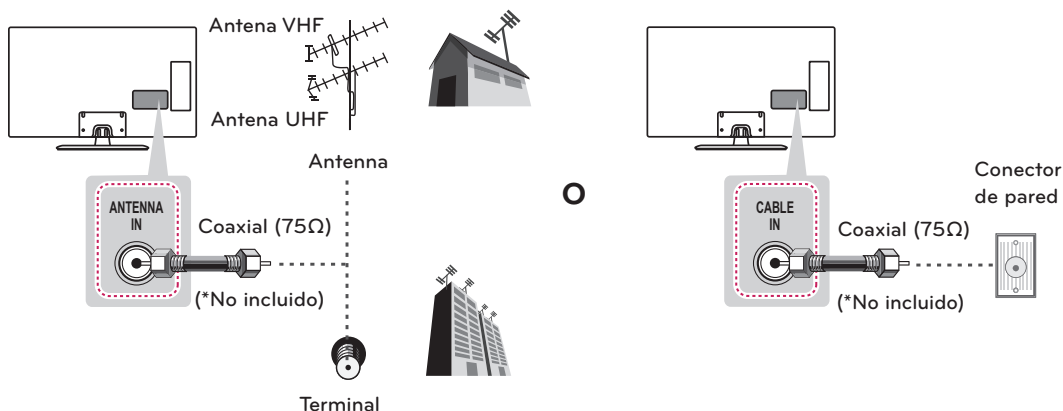 Antena VHF
Antena UHF
Antenna
ANTENNA
IN
Coaxial (75Ω)
(*No incluido)
Terminal
O
CABLE
IN
Coaxial (75Ω)
(*No incluido)
Conector
de pared